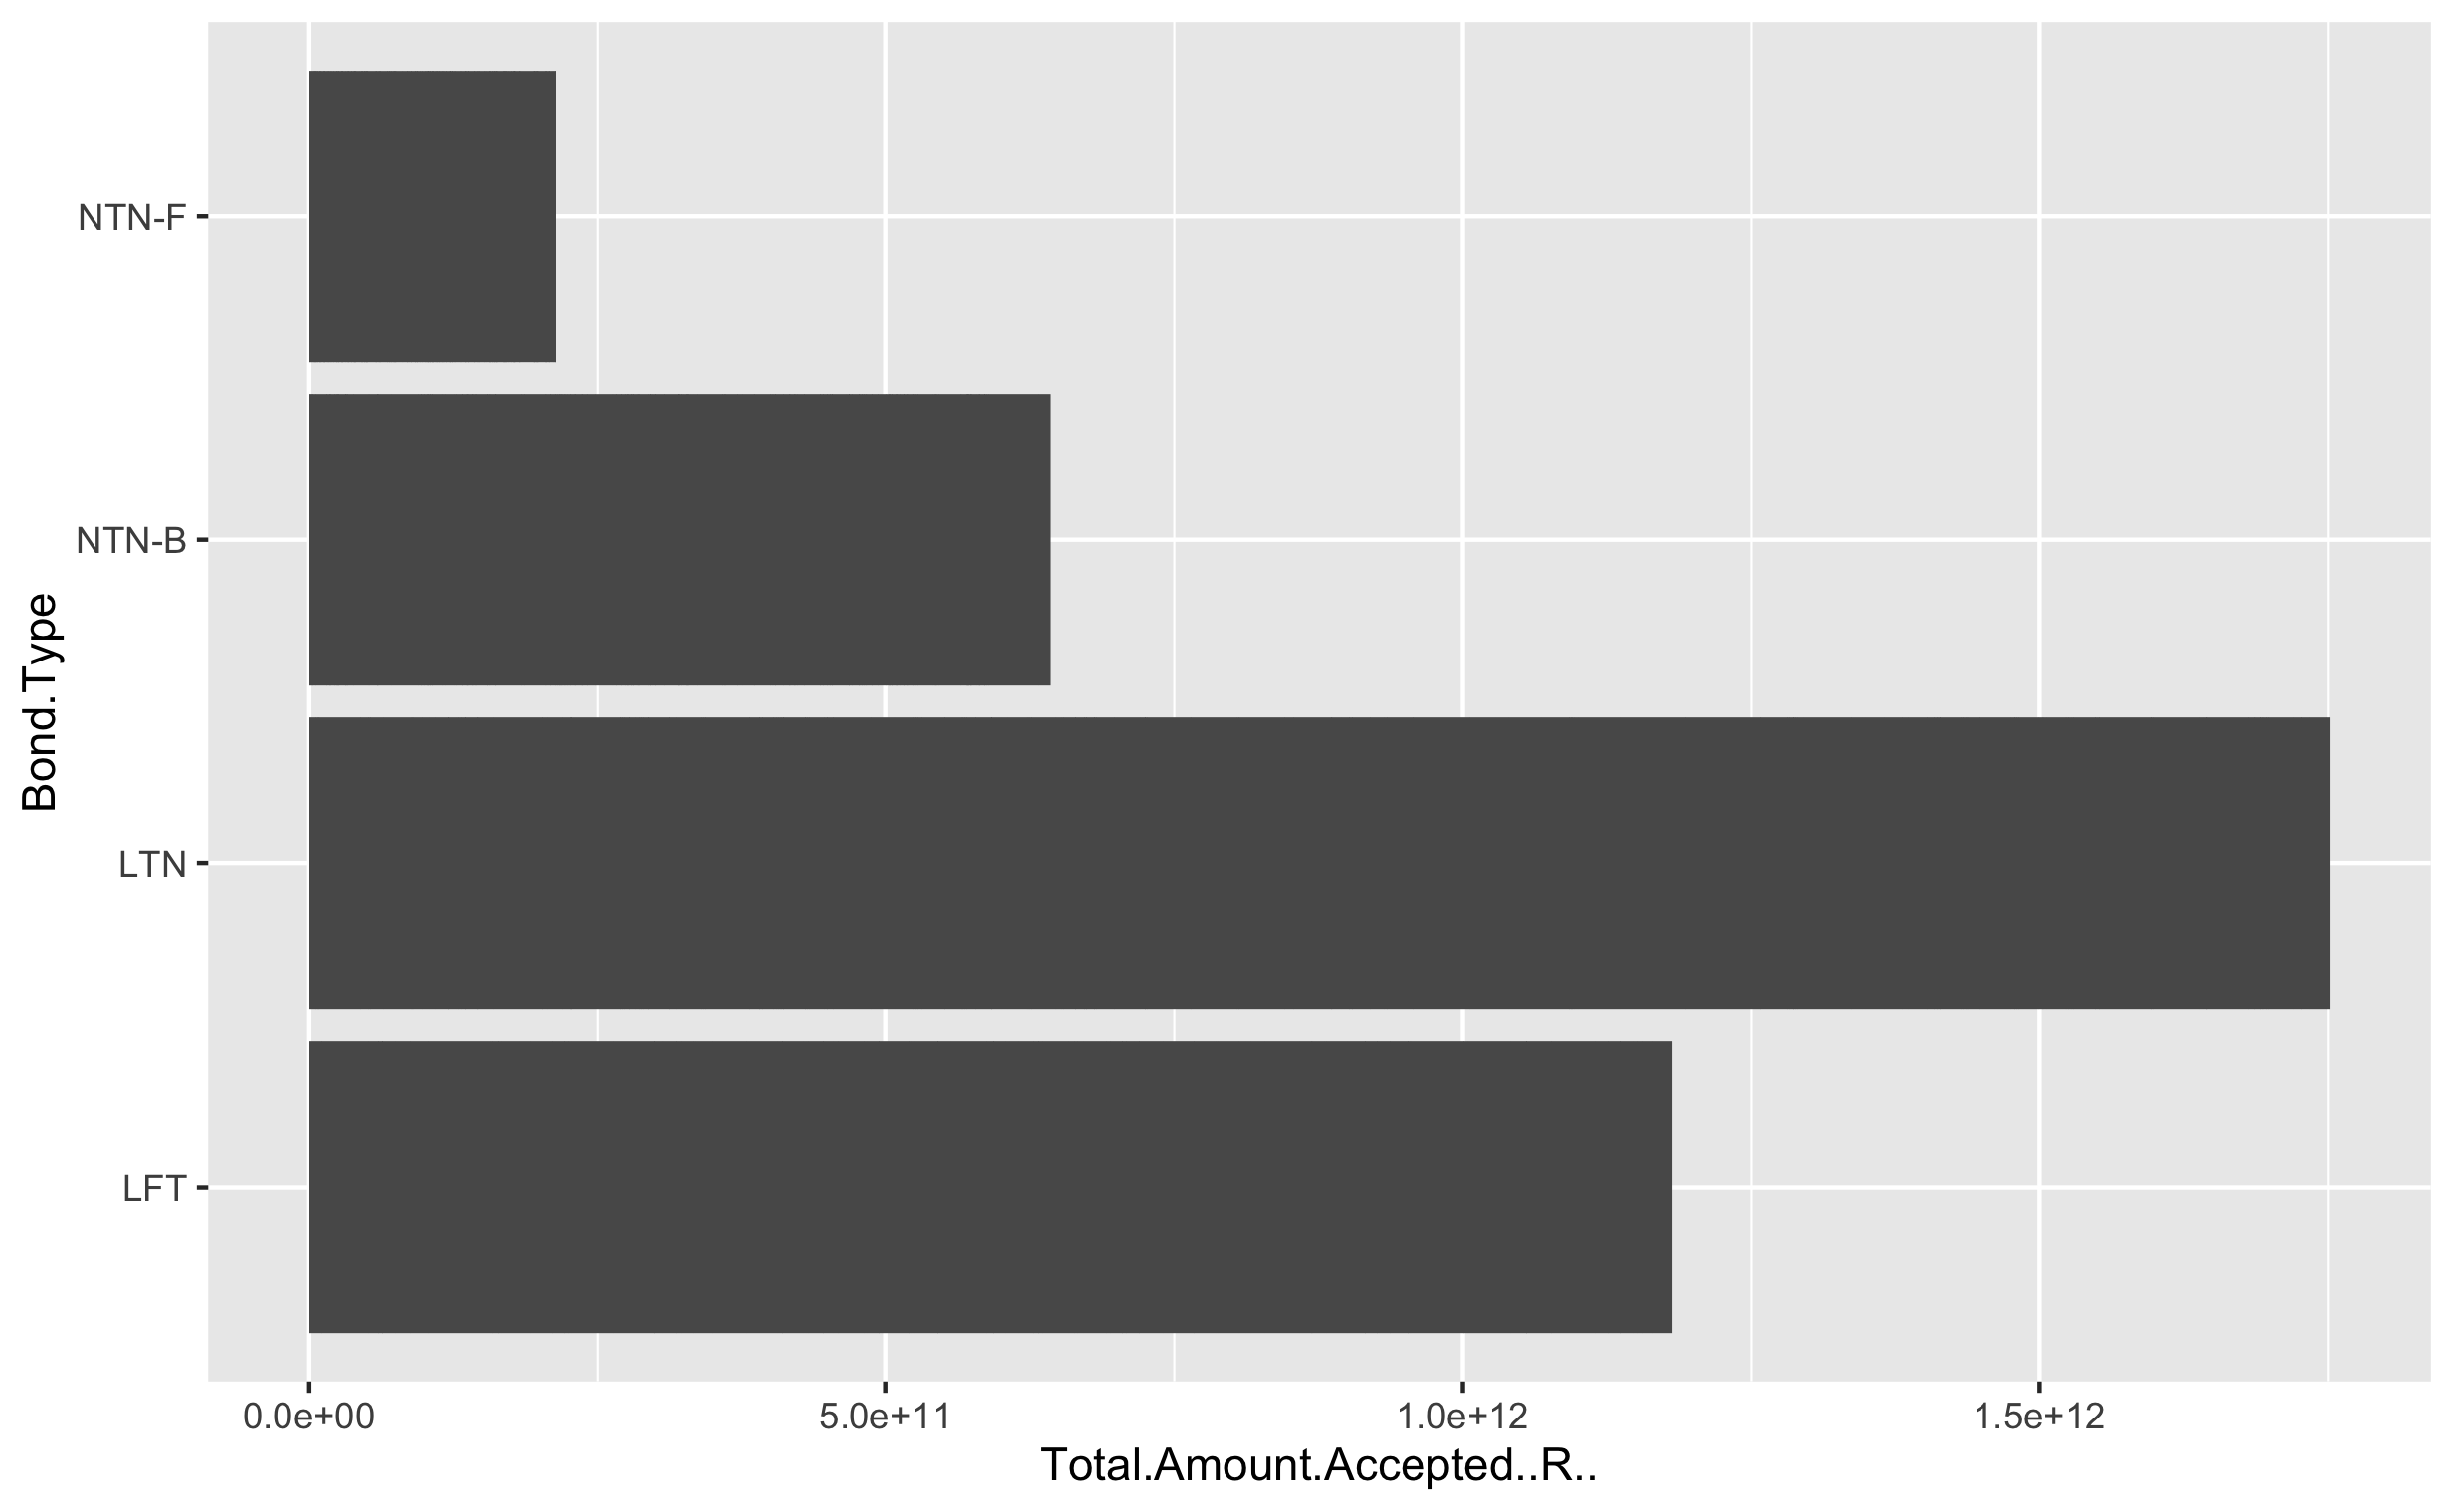 NTN-F
NTN-B
LTN
LFT
Bond.Type
0.0e+00 5.0e+11 1.0e+12 1.5e+12
Total.Amount.Accepted..R..